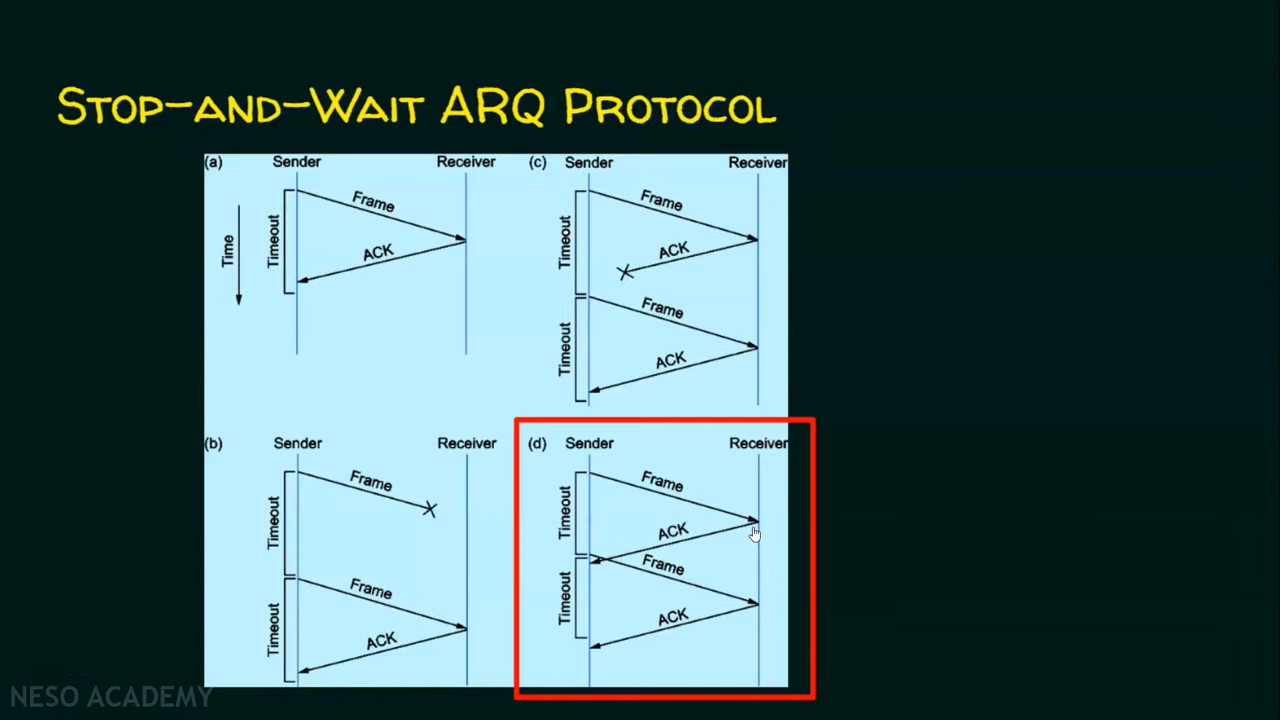 STOP-AND-WAIT ARQ PROTOCOL
(a) Sender Receiver
Frame
ACK
Timeout
Time
(c) Sender Receiver
Frame
ACK
Timeout
Frame
ACK
Timeout
(b) Sender Receiver
Frame
Timeout
Frame
ACK
Timeout
(d) Sender Receiver
Frame
ACK
Timeout
Frame
ACK
Timeout
NESO ACADEMY